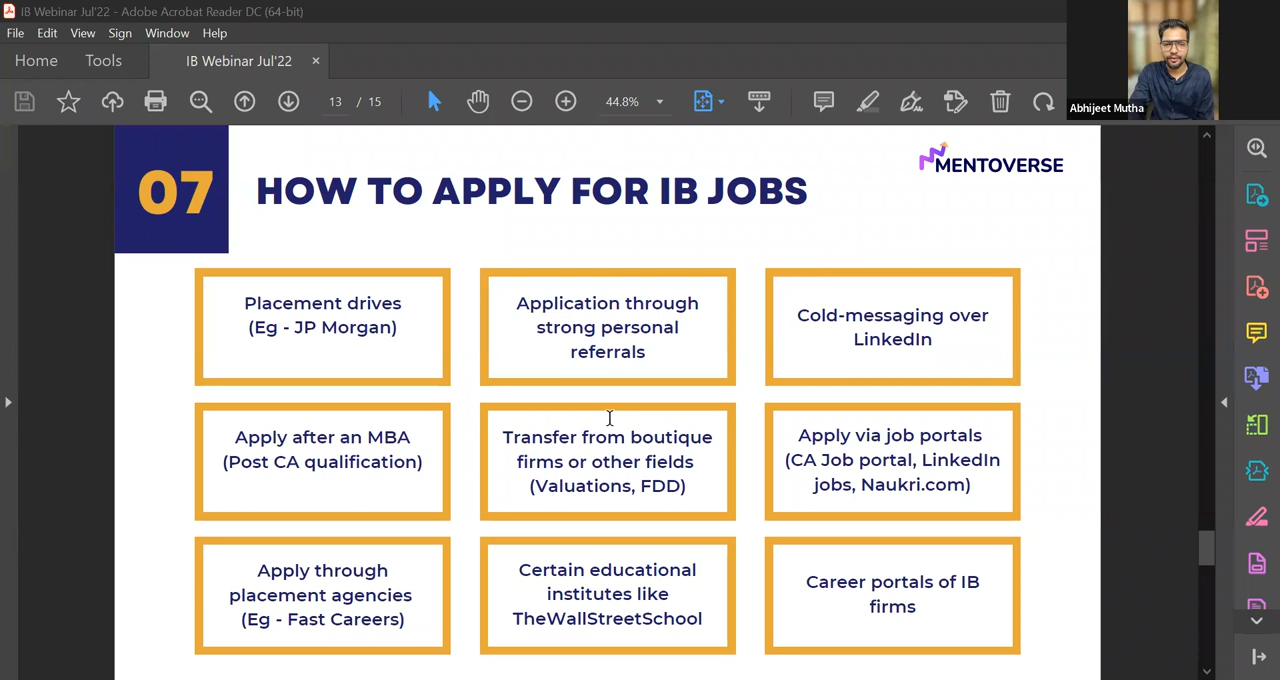 IB Webinar Jul'22 - Adobe Acrobat Reader DC (64-bit)
File Edit View Sign Window Help
Home Tools IB Webinar Jul'22 ×
13 / 15 44.8%
Abhijeet Mutha
07
HOW TO APPLY FOR IB JOBS
MENTOVERSE
Placement drives
(Eg - JP Morgan)
Application through
strong personal
referrals
Cold-messaging over
LinkedIn
Apply after an MBA
(Post CA qualification)
Transfer from boutique
firms or other fields
(Valuations, FDD)
Apply via job portals
(CA Job portal, LinkedIn
jobs, Naukri.com)
Apply through
placement agencies
(Eg - Fast Careers)
Certain educational
institutes like
TheWallStreetSchool
Career portals of IB
firms